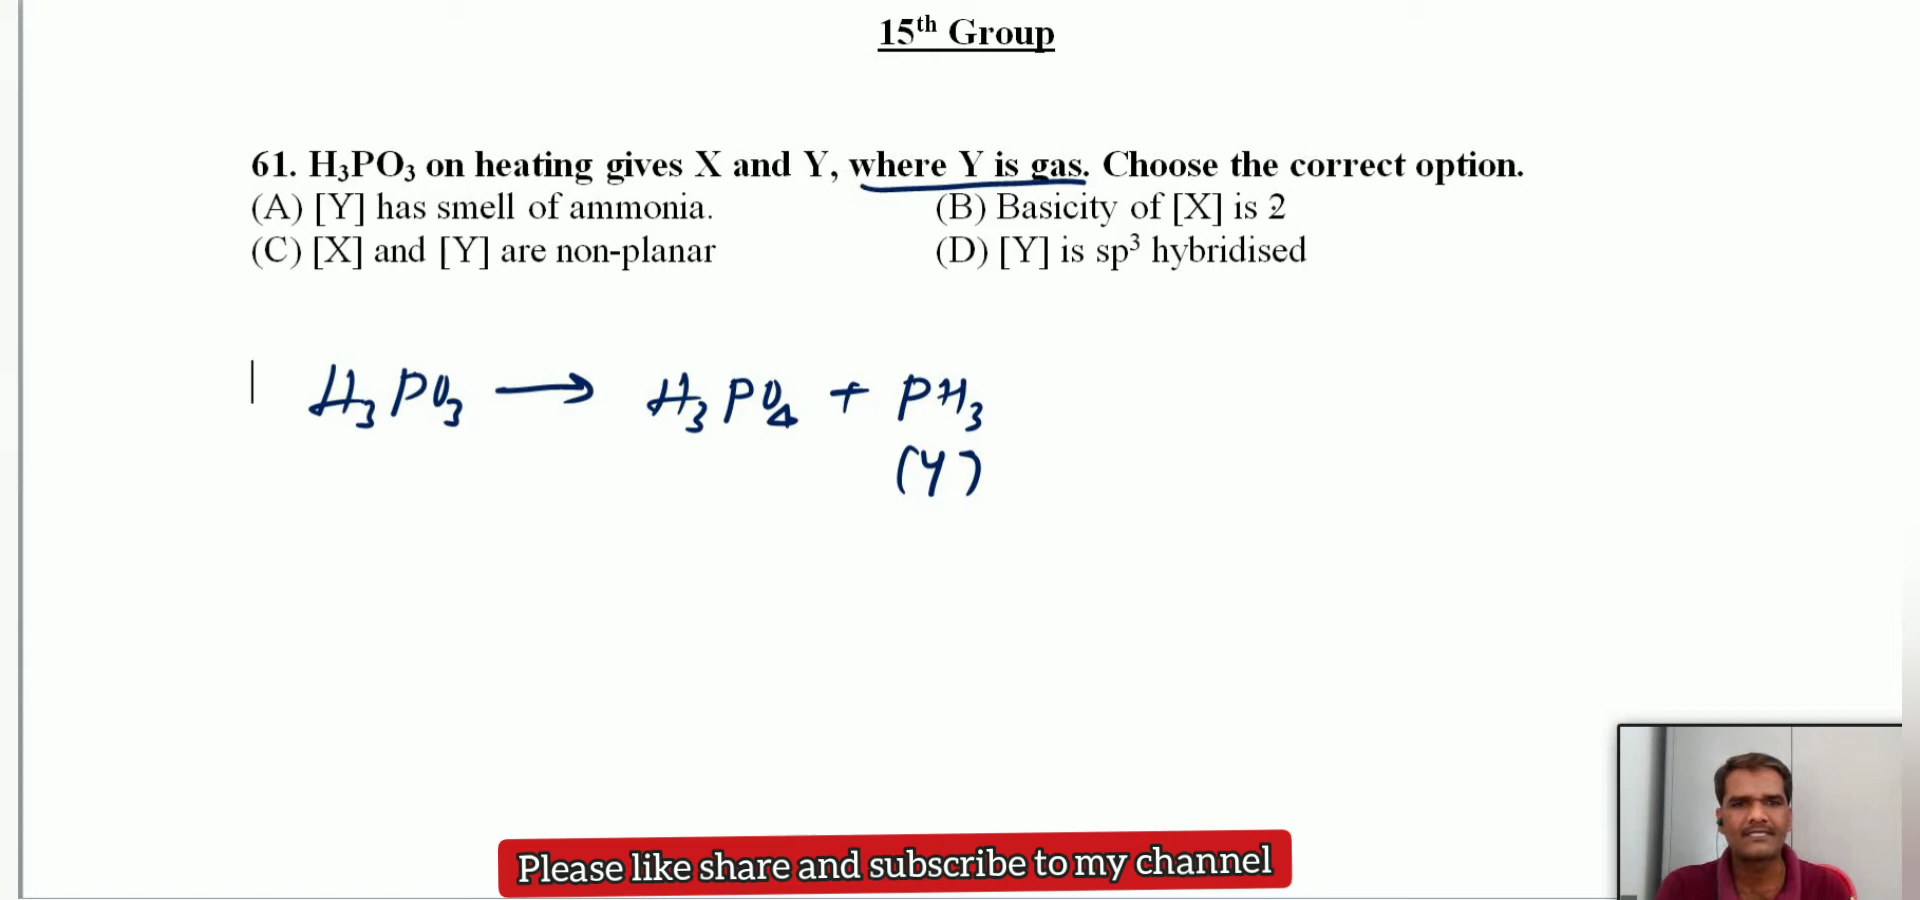 15th Group
61. H₃PO₃ on heating gives X and Y, where Y is gas. Choose the correct option.
(A) [Y] has smell of ammonia. (B) Basicity of [X] is 2
(C) [X] and [Y] are non-planar (D) [Y] is sp³ hybridised
H₃PO₃ → H₃PO₄ + PH₃
(Y)
Please like share and subscribe to my channel